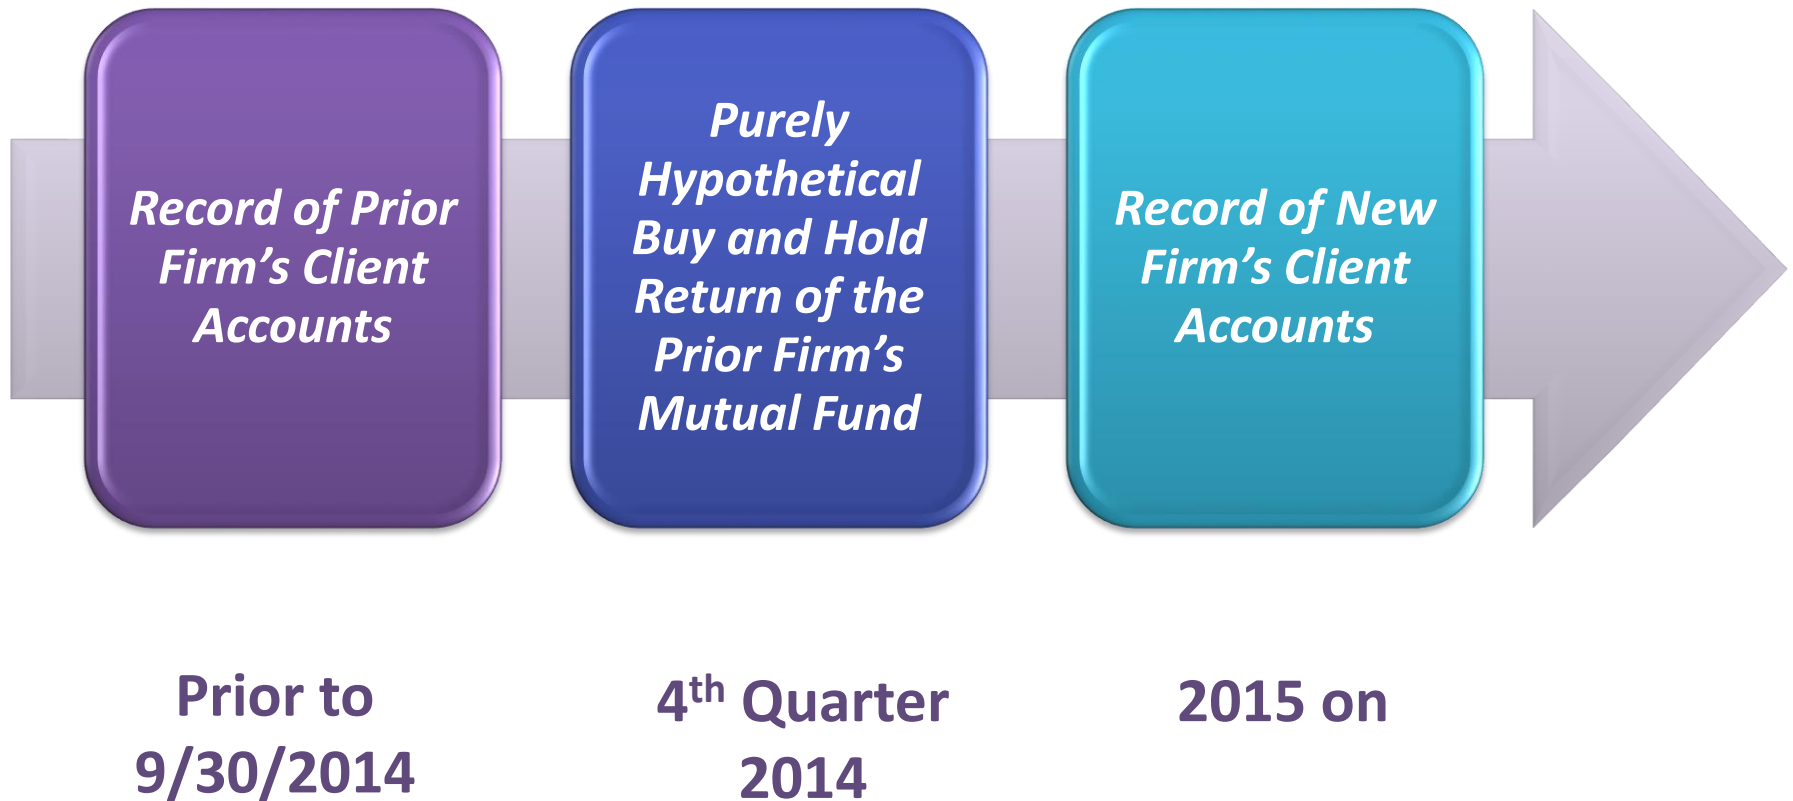 Record of Prior
Firm’s Client
Accounts
Purely
Hypothetical
Buy and Hold
Return of the
Prior Firm’s
Mutual Fund
Record of New
Firm’s Client
Accounts
Prior to
9/30/2014
4th Quarter
2014
2015 on